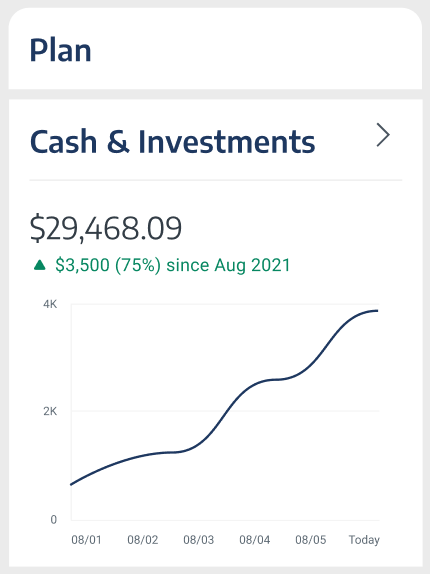 Plan
Cash & Investments
$29,468.09
$3,500 (75%) since Aug 2021
4K
2K
0
08/01 08/02 08/03 08/04 08/05 Today